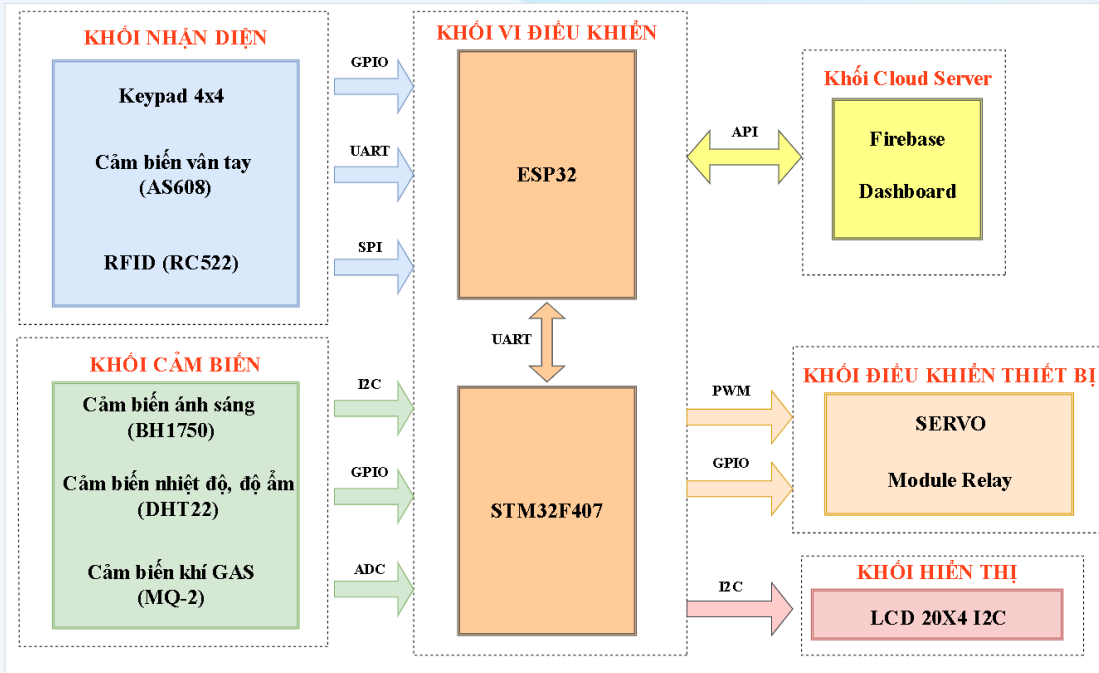 KHỐI NHẬN DIỆN
Keypad 4x4
Cảm biến vân tay
(AS608)
RFID (RC522)
GPIO
UART
SPI
KHỐI CẢM BIẾN
Cảm biến ánh sáng
(BH1750)
Cảm biến nhiệt độ, độ ẩm
(DHT22)
Cảm biến khí GAS
(MQ-2)
I2C
GPIO
ADC
KHỐI VI ĐIỀU KHIỂN
ESP32
UART
STM32F407
API
Khối Cloud Server
Firebase
Dashboard
PWM
GPIO
KHỐI ĐIỀU KHIỂN THIẾT BỊ
SERVO
Module Relay
I2C
KHỐI HIỂN THỊ
LCD 20X4 I2C